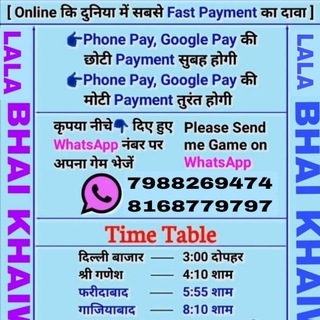 [ Online कि दुनिया में सबसे Fast Payment का दावा ]
Phone Pay, Google Pay की
छोटी Payment सुबह होगी
Phone Pay, Google Pay की
मोटी Payment तुरंत होगी
कृपया नीचे दिए हुए
WhatsApp नंबर पर
अपना गेम भेजें
Please Send
me Game on
WhatsApp
7988269474
8168779797
Time Table
दिल्ली बाजार — 3:00 दोपहर
श्री गणेश — 4:10 शाम
फरीदाबाद — 5:55 शाम
गाजियाबाद — 8:10 शाम
LALA BHAI KHAIW
LALA BHAI KHAIW